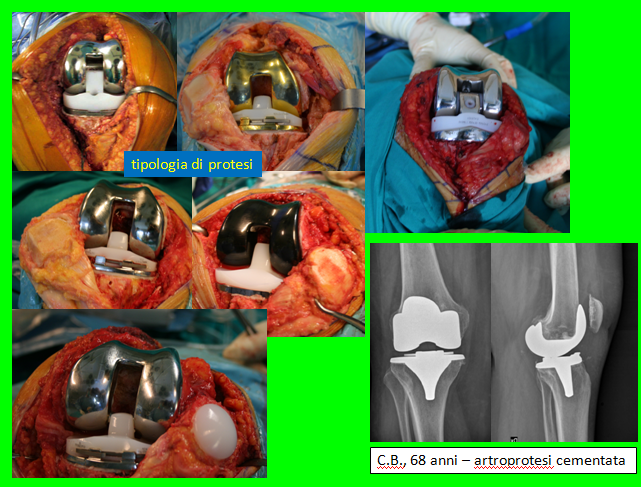 tipologia di protesi
C.B., 68 anni – artroprotesi cementata